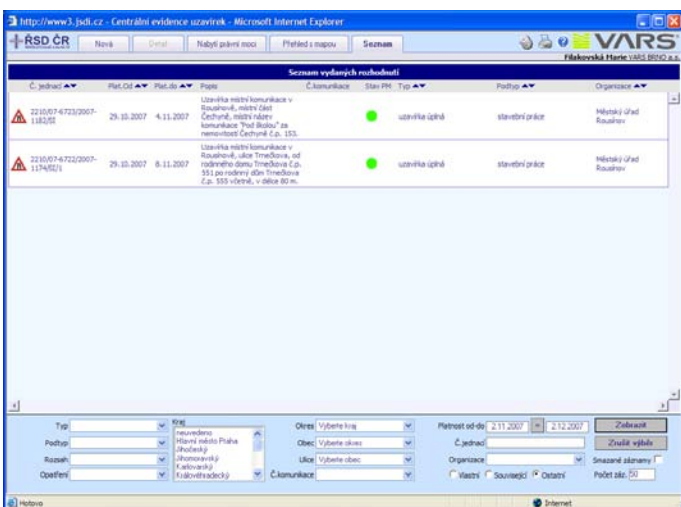 http://www3.jsdi.cz - Centrální evidence uzavírek - Microsoft Internet Explorer
ŘSD ČR Nová Detail Nabytí právní moci Přehled s mapou Seznam VARS
Filakovská Marie VARS BRNO a.s.
Seznam vydaných rozhodnutí
Č. jednací Plat.Od Plat.do Popis Č.komunikace Stav PM Typ Podtyp Organizace
2210/07-6723/2007-1182/SI 29.10.2007 4.11.2007 Uzavírka místní komunikace v
Rousínově, místní část
Čechyně, místní název
komunikace "Pod školou" za
nemovitostí Čechyně č.p. 153.
uzavírka úplná stavební práce Městský úřad
Rousínov
2210/07-6722/2007-1174/SI/1 29.10.2007 8.11.2007 Uzavírka místní komunikace v
Rousínově, ulice Trnečkova, od
rodinného domu Trnečkova č.p.
551 po rodinný dům Trnečkova
č.p. 555 včetně, v délce 80 m.
uzavírka úplná stavební práce Městský úřad
Rousínov
Typ Kraj Okres Vyberte kraj Platnost od-do 2.11.2007 2.12.2007 Zobrazit
neuvedeno
Podtyp Hlavní město Praha Obec Vyberte okres Č.jednací Zrušit výběr
Jihočeský
Rozsah Jihomoravský Ulice Vyberte obec Organizace Smazané záznamy
Karlovarský
Opatření Královéhradecký Č.komunikace Vlastní Související Ostatní Počet záz. 50
Hotovo Internet